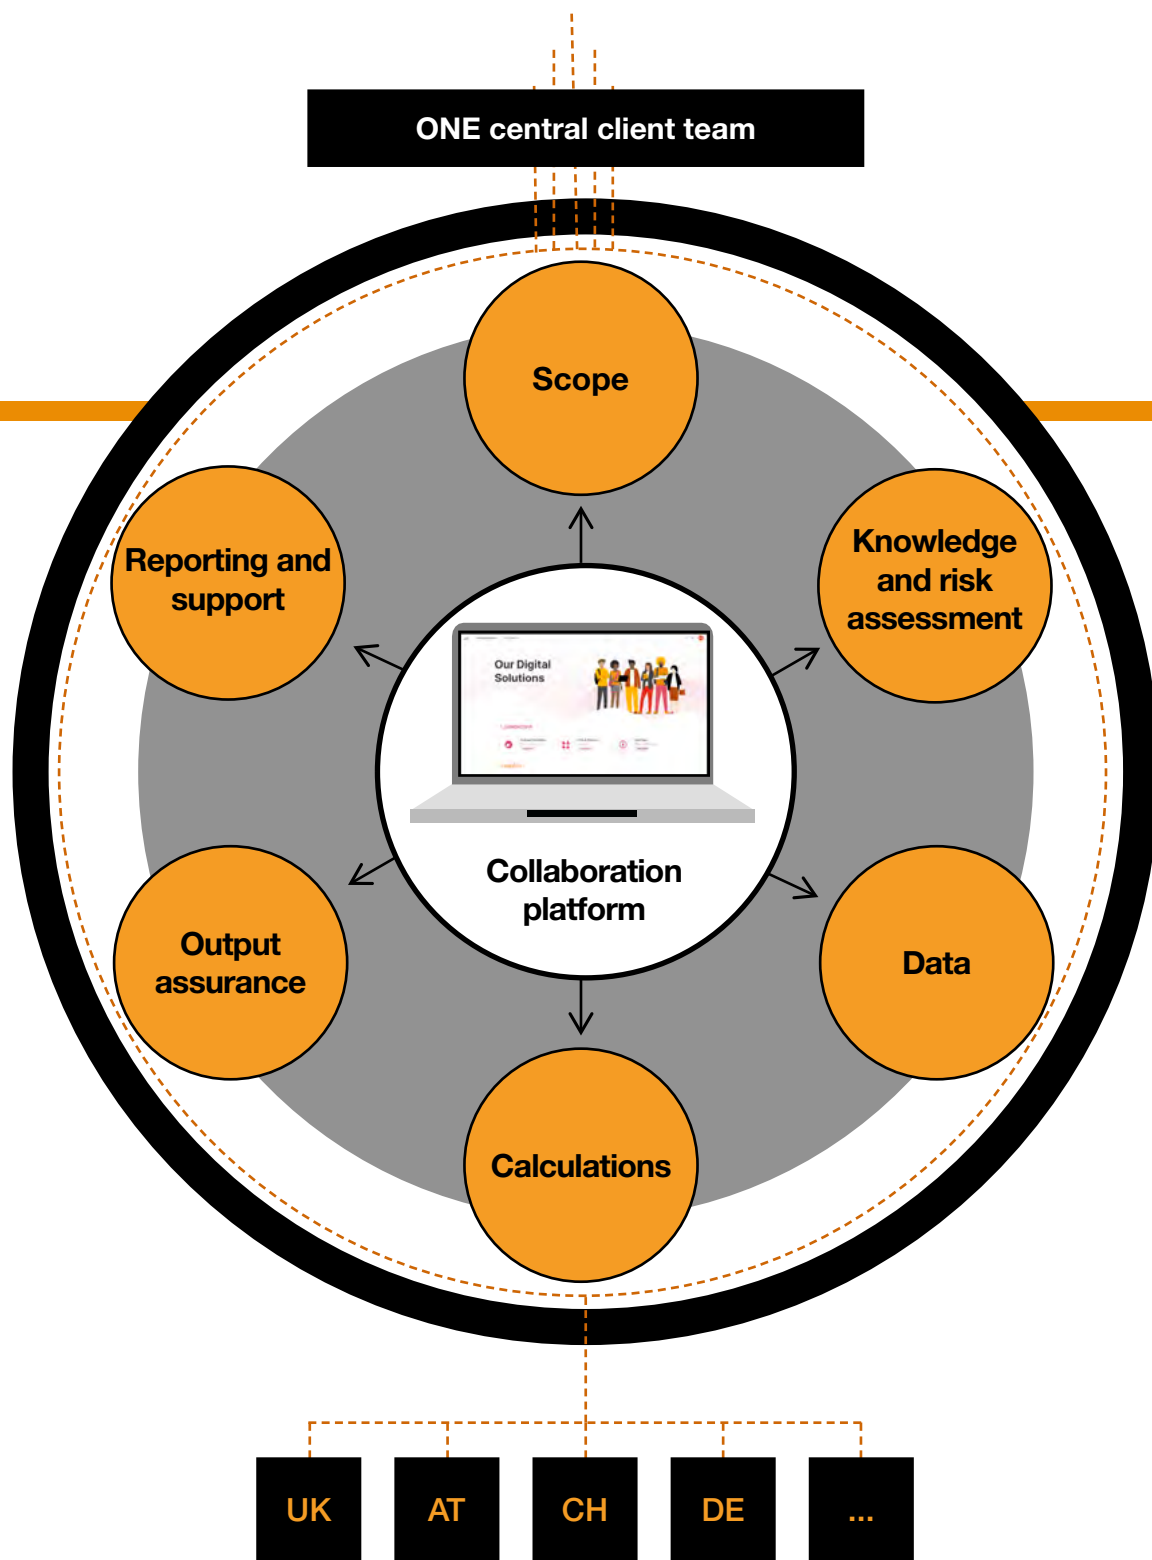 ONE central client team
Scope
Knowledge
and risk
assessment
Reporting and
support
Our Digital
Solutions
Collaboration
platform
Output
assurance
Data
Calculations
UK
AT
CH
DE
...